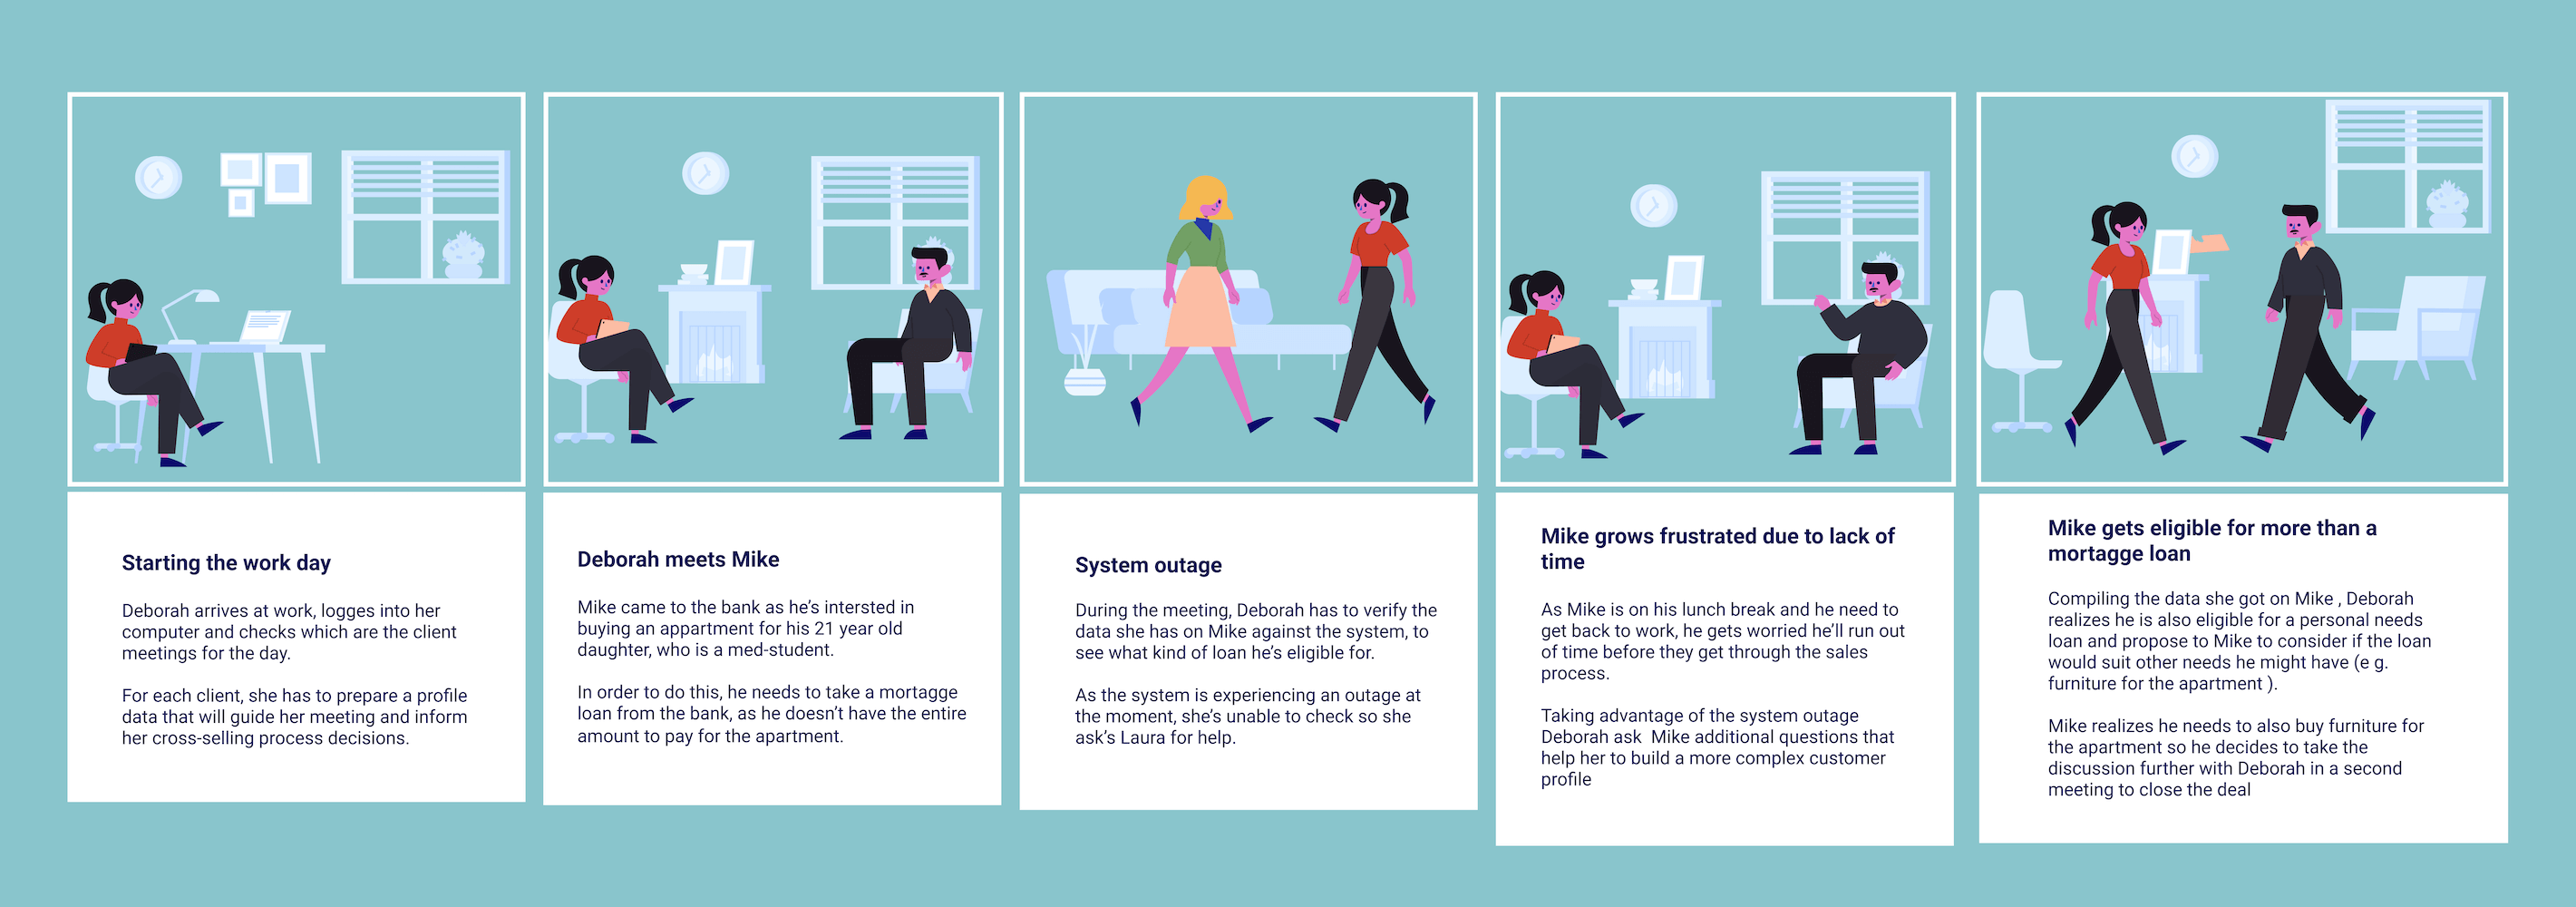 Starting the work day
Deborah arrives at work, logges into her
computer and checks which are the client
meetings for the day.
For each client, she has to prepare a profile
data that will guide her meeting and inform
her cross-selling process decisions.
Deborah meets Mike
Mike came to the bank as he’s intersted in
buying an appartment for his 21 year old
daughter, who is a med-student.
In order to do this, he needs to take a mortagge
loan from the bank, as he doesn’t have the entire
amount to pay for the apartment.
System outage
During the meeting, Deborah has to verify the
data she has on Mike against the system, to
see what kind of loan he’s eligible for.
As the system is experiencing an outage at
the moment, she’s unable to check so she
ask’s Laura for help.
Mike grows frustrated due to lack of
time
As Mike is on his lunch break and he need to
get back to work, he gets worried he’ll run out
of time before they get through the sales
process.
Taking advantage of the system outage
Deborah ask  Mike additional questions that
help her to build a more complex customer
profile
Mike gets eligible for more than a
mortagge loan
Compiling the data she got on Mike , Deborah
realizes he is also eligible for a personal needs
loan and propose to Mike to consider if the loan
would suit other needs he might have (e g.
furniture for the apartment ).
Mike realizes he needs to also buy furniture for
the apartment so he decides to take the
discussion further with Deborah in a second
meeting to close the deal